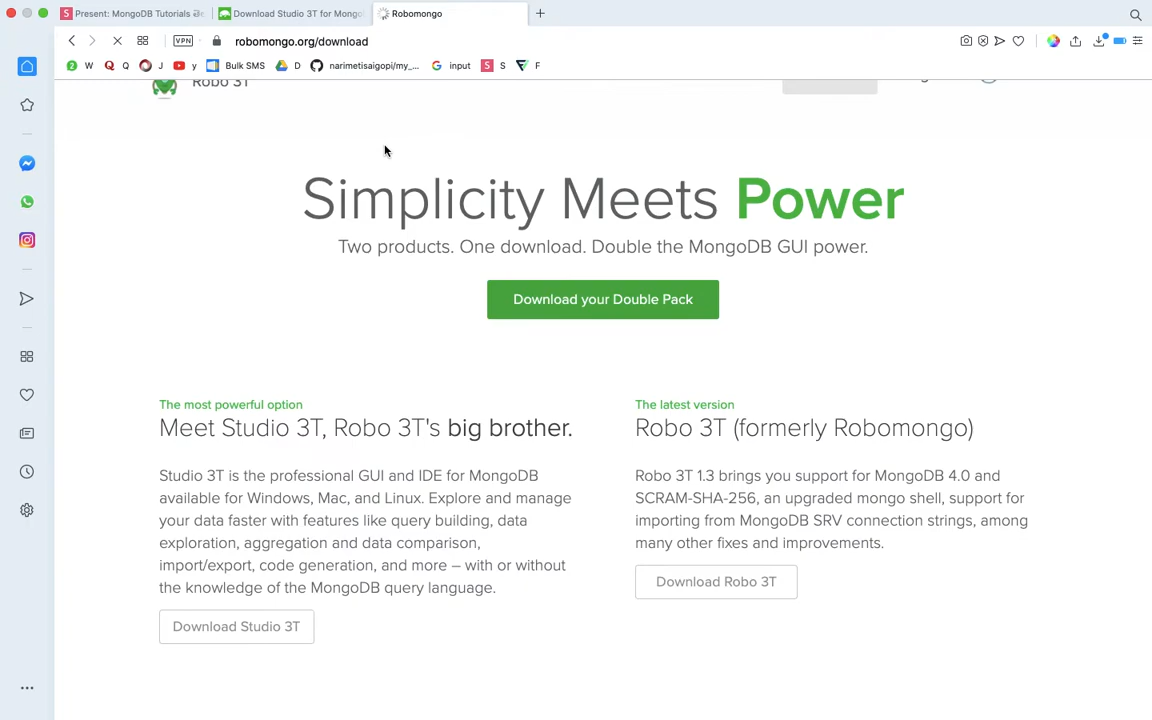 Present: MongoDB Tutorials
Download Studio 3T for Mongo
Robomongo
VPN
robomongo.org/download
W Q J y Bulk SMS D narimetisaigopi/my_... input S F
Robo 3T
Simplicity Meets Power
Two products. One download. Double the MongoDB GUI power.
Download your Double Pack
The most powerful option
Meet Studio 3T, Robo 3T's big brother.
Studio 3T is the professional GUI and IDE for MongoDB
available for Windows, Mac, and Linux. Explore and manage
your data faster with features like query building, data
exploration, aggregation and data comparison,
import/export, code generation, and more – with or without
the knowledge of the MongoDB query language.
Download Studio 3T
The latest version
Robo 3T (formerly Robomongo)
Robo 3T 1.3 brings you support for MongoDB 4.0 and
SCRAM-SHA-256, an upgraded mongo shell, support for
importing from MongoDB SRV connection strings, among
many other fixes and improvements.
Download Robo 3T